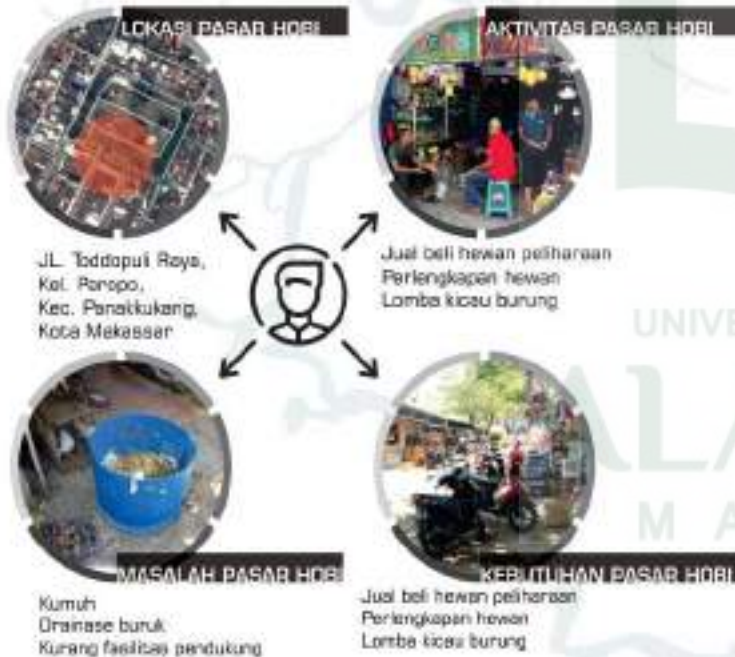 LOKASI PASAR HOBI
AKTIVITAS PASAR HOBI
JL. Toddopuli Raya,
Kel. Paropo,
Kec. Panakkukang,
Kota Makassar
Jual beli hewan peliharaan
Perlengkapan hewan
Lomba kicau burung
MASALAH PASAR HOBI
Kumuh
Drainase buruk
Kurang fasilitas pendukung
KEBUTUHAN PASAR HOBI
Jual beli hewan peliharaan
Perlengkapan hewan
Lomba kicau burung
UNIVE
ALA
M A